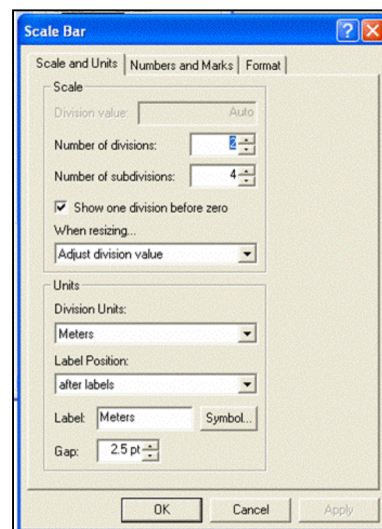 Scale Bar
Scale and Units Numbers and Marks Format
Scale
Division value: Auto
Number of divisions: 2
Number of subdivisions: 4
Show one division before zero
When resizing...
Adjust division value
Units
Division Units:
Meters
Label Position:
after labels
Label: Meters Symbol...
Gap: 2.5 pt
OK Cancel Apply